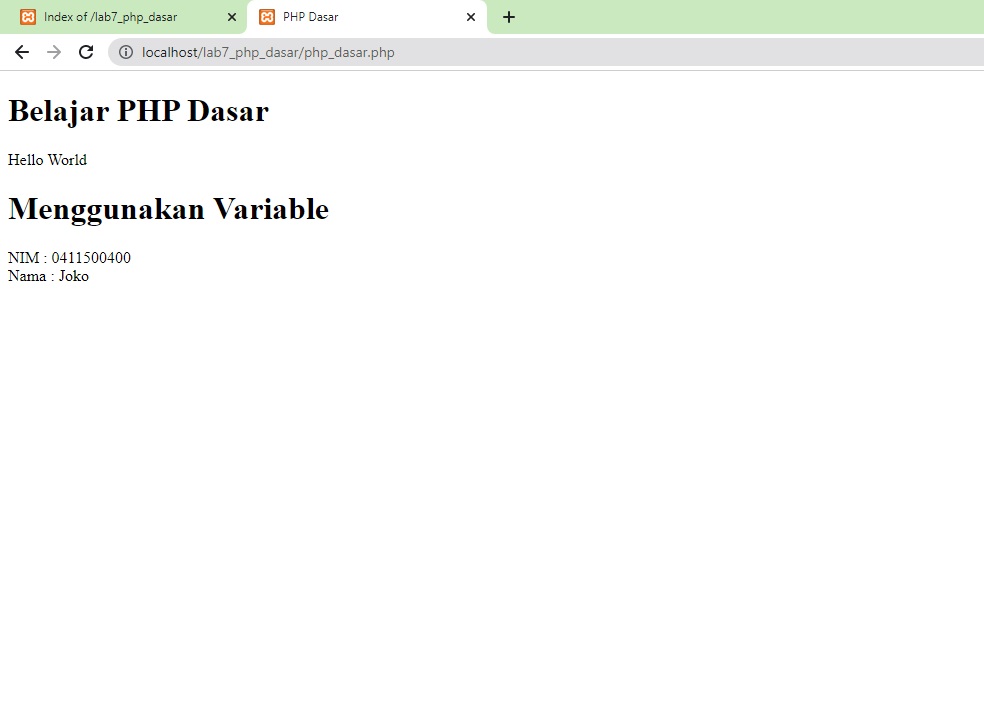 Index of /lab7_php_dasar
PHP Dasar
localhost/lab7_php_dasar/php_dasar.php
Belajar PHP Dasar
Hello World
Menggunakan Variable
NIM : 0411500400
Nama : Joko